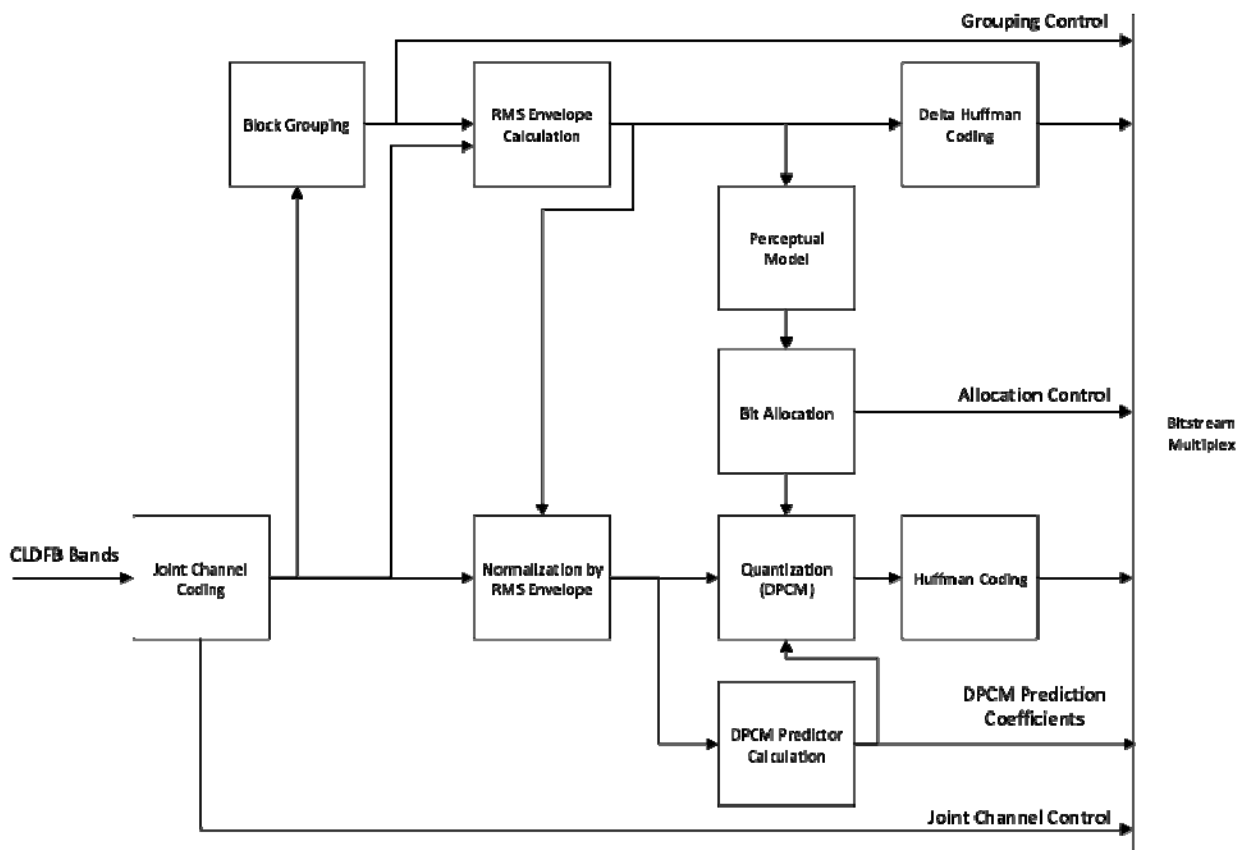 Grouping Control
Block Grouping
RMS Envelope
Calculation
Delta Huffman
Coding
Perceptual
Model
Bit Allocation
Allocation Control
Bitstream
Multiplex
CLDFB Bands
Joint Channel
Coding
Normalization by
RMS Envelope
Quantization
(DPCM)
Huffman Coding
DPCM Predictor
Calculation
DPCM Prediction
Coefficients
Joint Channel Control